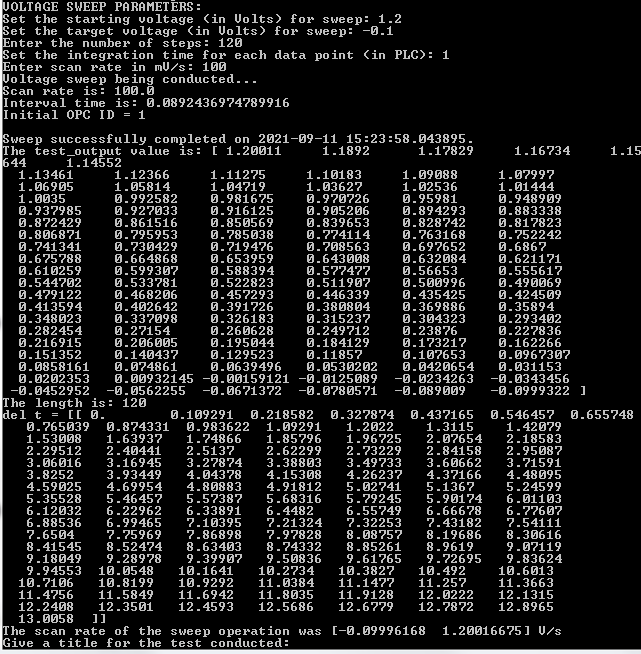 VOLTAGE SWEEP PARAMETERS:
Set the starting voltage (in Volts) for sweep: 1.2
Set the target voltage (in Volts) for sweep: -0.1
Enter the number of steps: 120
Set the integration time for each data point (in PLC): 1
Enter scan rate in mV/s: 100
Voltage sweep being conducted...
Scan rate is: 100.0
Interval time is: 0.0892436974789916
Initial OPC ID = 1
Sweep successfully completed on 2021-09-11 15:23:58.043895.
The test_output value is: [ 1.20011 1.1892 1.17829 1.16734 1.15
644 1.14552
1.13461 1.12366 1.11275 1.10183 1.09088 1.07997
1.06905 1.05814 1.04719 1.03627 1.02536 1.01444
1.0035 0.992582 0.981675 0.970726 0.95981 0.948909
0.937985 0.927033 0.916125 0.905206 0.894293 0.883338
0.872429 0.861516 0.850569 0.839653 0.828742 0.817823
0.806871 0.795953 0.785038 0.774114 0.763168 0.752242
0.741341 0.730429 0.719476 0.708563 0.697652 0.6867
0.675788 0.664868 0.653959 0.643008 0.632084 0.621171
0.610259 0.599307 0.588394 0.577477 0.56653 0.555617
0.544702 0.533781 0.522823 0.511907 0.500996 0.490069
0.479122 0.468206 0.457293 0.446339 0.435425 0.424509
0.413594 0.402642 0.391726 0.380804 0.369886 0.35894
0.348023 0.337098 0.326183 0.315237 0.304323 0.293402
0.282454 0.27154 0.260628 0.249712 0.23876 0.227836
0.216915 0.206005 0.195044 0.184129 0.173217 0.162266
0.151352 0.140437 0.129523 0.11857 0.107653 0.0967307
0.0858161 0.074861 0.0639496 0.0530202 0.0420654 0.031153
0.0202353 0.00932145 -0.00159121 -0.0125089 -0.0234263 -0.0343456
-0.0452952 -0.0562255 -0.0671372 -0.0780571 -0.089009 -0.0999322 ]
The length is: 120
del t = [[ 0. 0.109291 0.218582 0.327874 0.437165 0.546457 0.655748
0.765039 0.874331 0.983622 1.09291 1.2022 1.3115 1.42079
1.53008 1.63937 1.74866 1.85796 1.96725 2.07654 2.18583
2.29512 2.40441 2.5137 2.62299 2.73229 2.84158 2.95087
3.06016 3.16945 3.27874 3.38803 3.49733 3.60662 3.71591
3.8252 3.93449 4.04378 4.15308 4.26237 4.37166 4.48095
4.59025 4.69954 4.80883 4.91812 5.02741 5.1367 5.24599
5.35528 5.46457 5.57387 5.68316 5.79245 5.90174 6.01103
6.12032 6.22962 6.33891 6.4482 6.55749 6.66678 6.77607
6.88536 6.99465 7.10395 7.21324 7.32253 7.43182 7.54111
7.6504 7.75969 7.86898 7.97828 8.08757 8.19686 8.30616
8.41545 8.52474 8.63403 8.74332 8.85261 8.9619 9.07119
9.18049 9.28978 9.39907 9.50836 9.61765 9.72695 9.83624
9.94553 10.0548 10.1641 10.2734 10.3827 10.492 10.6013
10.7106 10.8199 10.9292 11.0384 11.1477 11.257 11.3663
11.4756 11.5849 11.6942 11.8035 11.9128 12.0222 12.1315
12.2408 12.3501 12.4593 12.5686 12.6779 12.7872 12.8965
13.0058 ]]
The scan rate of the sweep operation was [-0.09996168 1.20016675] V/s
Give a title for the test conducted: